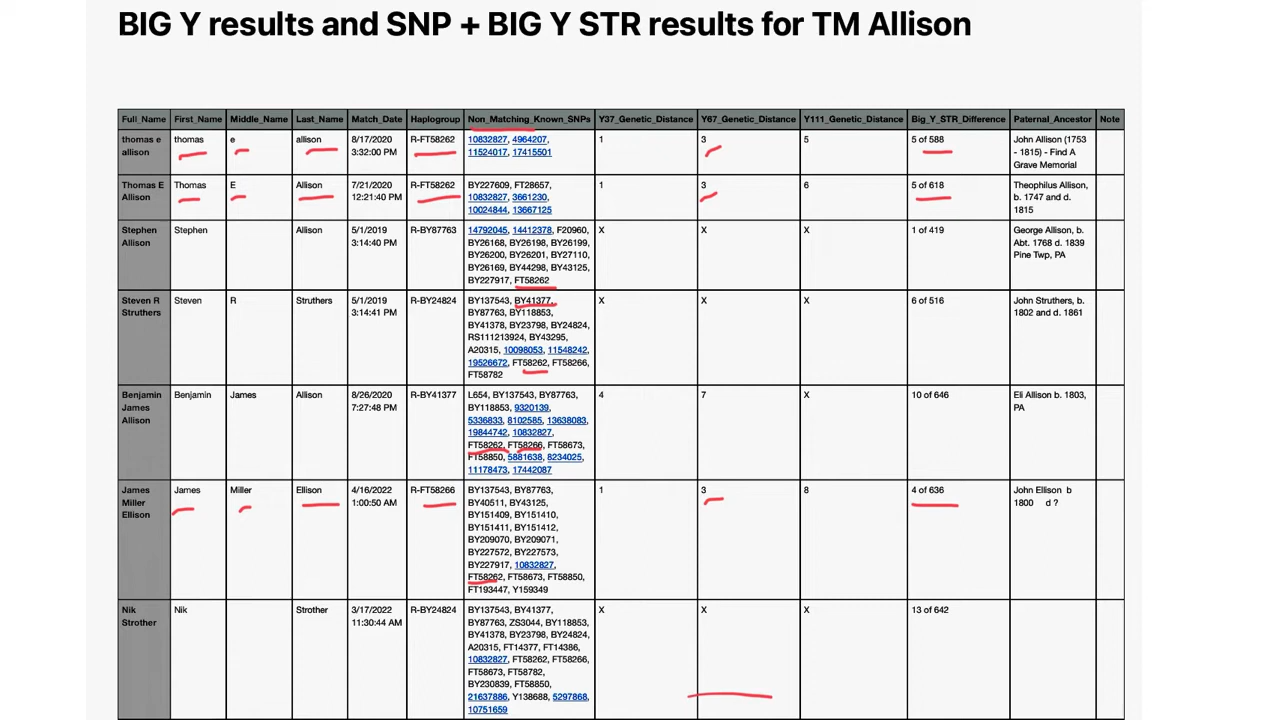 BIG Y results and SNP + BIG Y STR results for TM Allison
Full_Name First_Name Middle_Name Last_Name Match_Date Haplogroup Non_Matching_Known_SNPs Y37_Genetic_Distance Y67_Genetic_Distance Y111_Genetic_Distance Big_Y_STR_Difference Paternal_Ancestor Note
thomas e thomas e allison 8/17/2020 R-FT58262 10832827, 4964207, 1 3 5 5 of 588 John Allison (1753
allison 3:32:00 PM 11524017, 17415501 - 1815) - Find A
Grave Memorial
Thomas E Thomas E Allison 7/21/2020 R-FT58262 BY227609, FT28657, 1 3 6 5 of 618 Theophilus Allison,
Allison 12:21:40 PM 10832827, 3661230, b. 1747 and d.
10024844, 13667125 1815
Stephen Stephen Allison 5/1/2019 R-BY87763 14792045, 14412378, F20960, X X X 1 of 419 George Allison, b.
Allison 3:14:40 PM BY26168, BY26198, BY26199, Abt. 1768 d. 1839
BY26200, BY26201, BY27110, Pine Twp, PA
BY26169, BY44298, BY43125,
BY227917, FT58262
Steven R Steven R Struthers 5/1/2019 R-BY24824 BY137543, BY41377, X X X 6 of 516 John Struthers, b.
Struthers 3:14:41 PM BY87763, BY118853, 1802 and d. 1861
BY41378, BY23798, BY24824,
RS111213924, BY43295,
A20315, 10098053, 11548242,
19526672, FT58262, FT58266,
FT58782
Benjamin Benjamin James Allison 8/26/2020 R-BY41377 L654, BY137543, BY87763, 4 7 X 10 of 646 Eli Allison b. 1803,
James 7:27:48 PM BY118853, 9320139, PA
Allison 5336833, 8102585, 13638083,
19844742, 10832827,
FT58262, FT58266, FT58673,
FT58850, 5881638, 8234025,
11178473, 17442087
James James Miller Ellison 4/16/2022 R-FT58266 BY137543, BY87763, 1 3 8 4 of 636 John Ellison b
Miller 1:00:50 AM BY40511, BY43125, 1800 d ?
Ellison BY151409, BY151410,
BY151411, BY151412,
BY209070, BY209071,
BY227572, BY227573,
BY227917, 10832827,
FT58262, FT58673, FT58850,
FT193447, Y159349
Nik Nik Strother 3/17/2022 R-BY24824 BY137543, BY41377, X X X 13 of 642
Strother 11:30:44 AM BY87763, ZS3044, BY118853,
BY41378, BY23798, BY24824,
A20315, FT14377, FT14386,
10832827, FT58262, FT58266,
FT58673, FT58782,
BY230839, FT58850,
21637886, Y138688, 5297868,
10751659